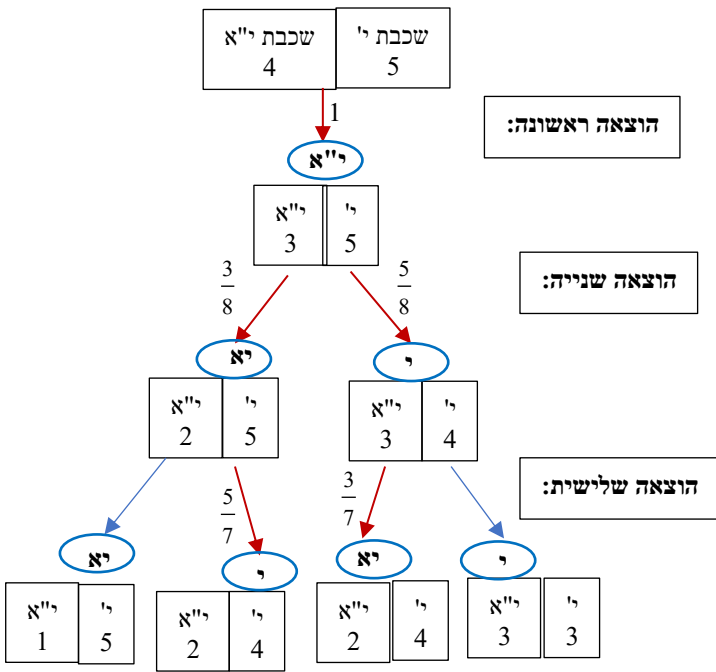 שכבת י' שכבת י"א
5 4
1
הוצאה ראשונה:
י"א
י' י"א
5 3
הוצאה שנייה:
5/8 3/8
י יא
י' י"א י' י"א
4 3 5 2
הוצאה שלישית:
3/7 5/7
י יא י יא
י' י"א י' י"א י' י"א י' י"א
3 3 4 2 4 2 5 1